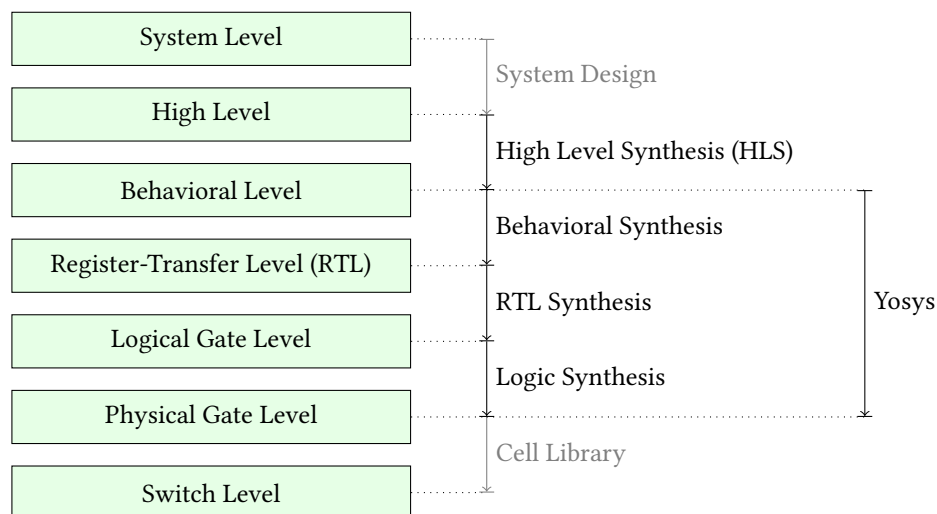 System Level
System Design
High Level
High Level Synthesis (HLS)
Behavioral Level
Behavioral Synthesis
Register-Transfer Level (RTL)
RTL Synthesis
Yosys
Logical Gate Level
Logic Synthesis
Physical Gate Level
Cell Library
Switch Level